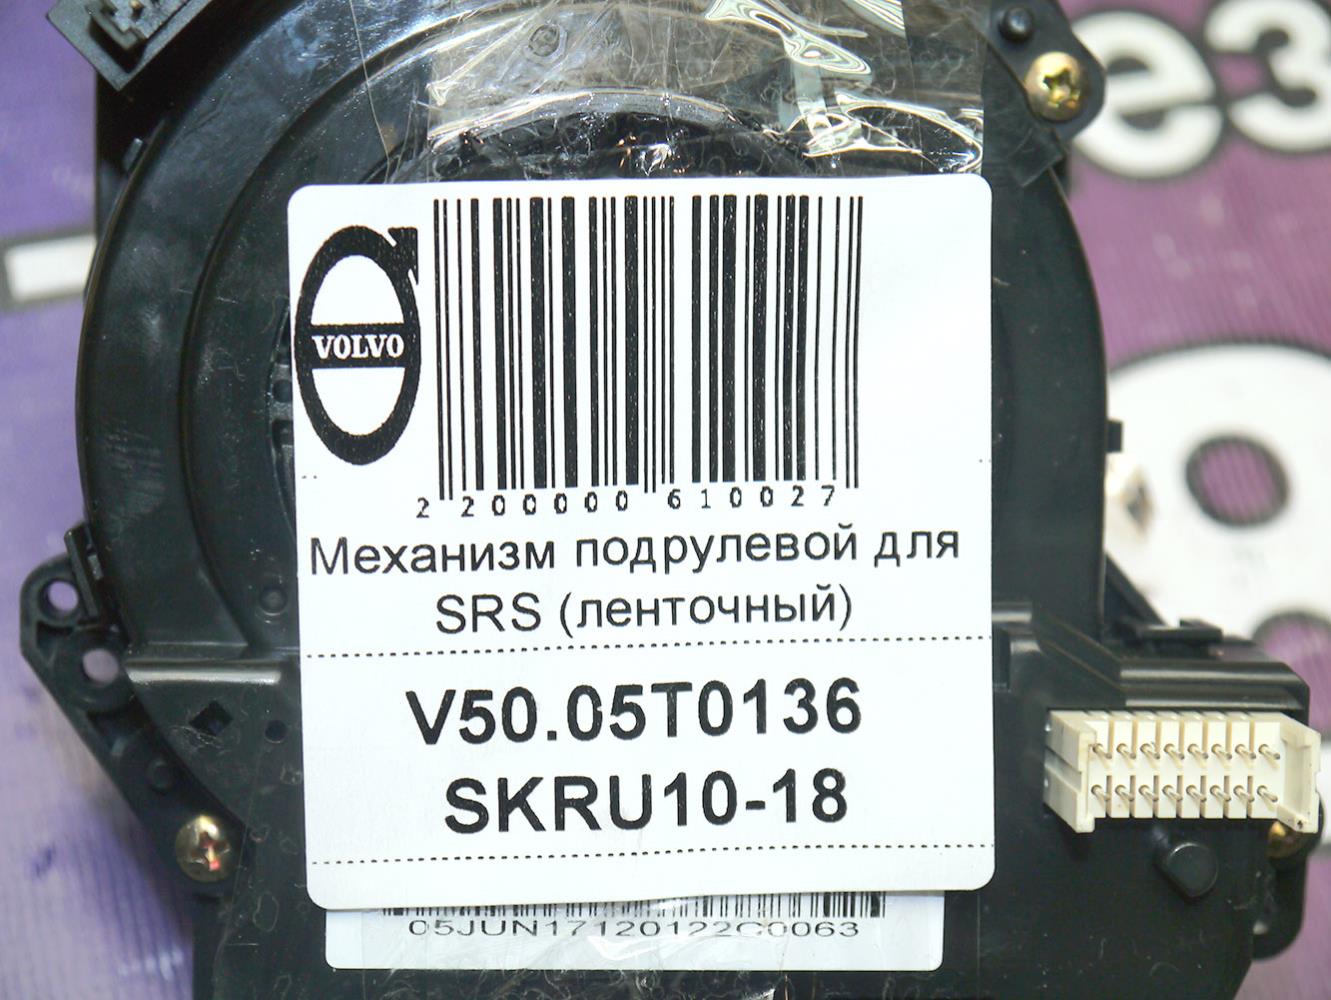 VOLVO
2 200000 610027
Механизм подрулевой для
SRS (ленточный)
V50.05T0136
SKRU10-18
05JUN17120122C0063